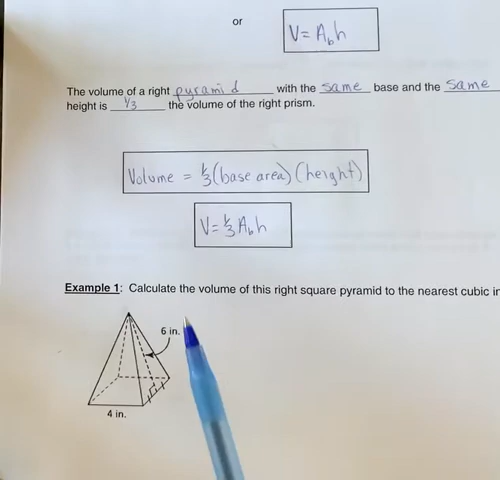 or
V = A_b h
The volume of a right pyramid with the same base and the same
height is 1/3 the volume of the right prism.
Volume = 1/3 (base area) (height)
V = 1/3 A_b h
Example 1: Calculate the volume of this right square pyramid to the nearest cubic in
6 in.
4 in.